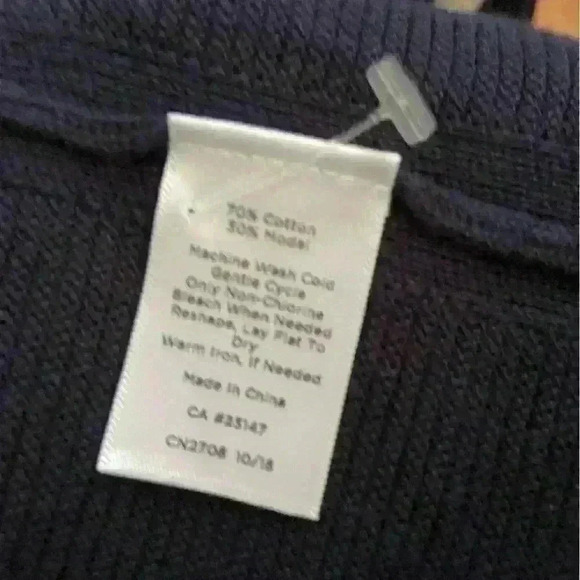 70% Cotton
30% Modal
Machine Wash Cold
Gentle Cycle
Only Non-Chlorine
Bleach When Needed
Reshape, Lay Flat To
Dry
Warm Iron, If Needed
Made In China
CA #23147
CN2708 10/18